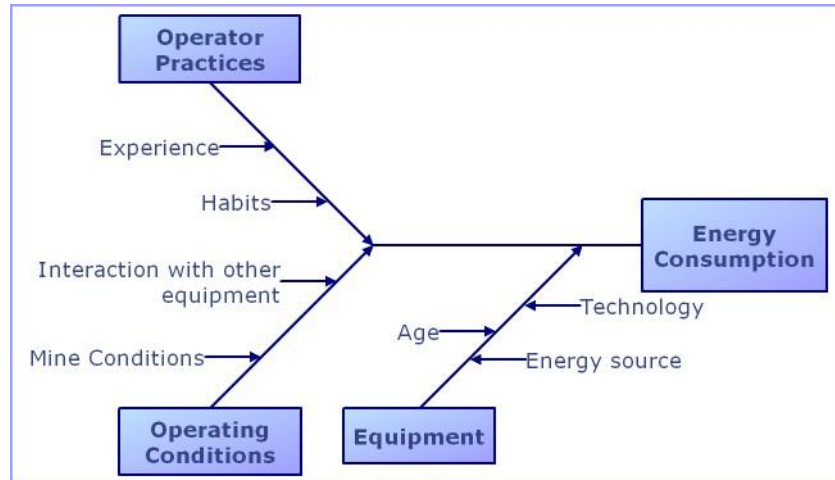 Operator
Practices
Experience
Habits
Interaction with other
equipment
Mine Conditions
Operating
Conditions
Energy
Consumption
Technology
Age
Energy source
Equipment